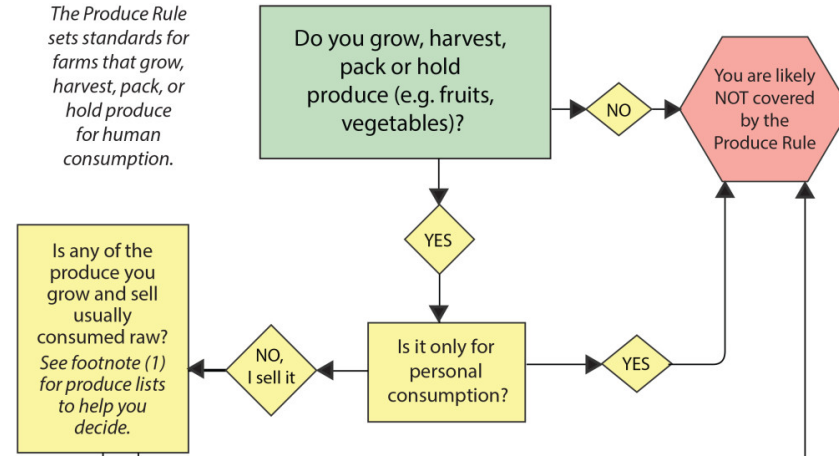 The Produce Rule
sets standards for
farms that grow,
harvest, pack, or
hold produce
for human
consumption.
Do you grow, harvest,
pack or hold
produce (e.g. fruits,
vegetables)?
NO
You are likely
NOT covered
by the
Produce Rule
YES
Is any of the
produce you
grow and sell
usually
consumed raw?
See footnote (1)
for produce lists
to help you
decide.
NO,
I sell it
Is it only for
personal
consumption?
YES